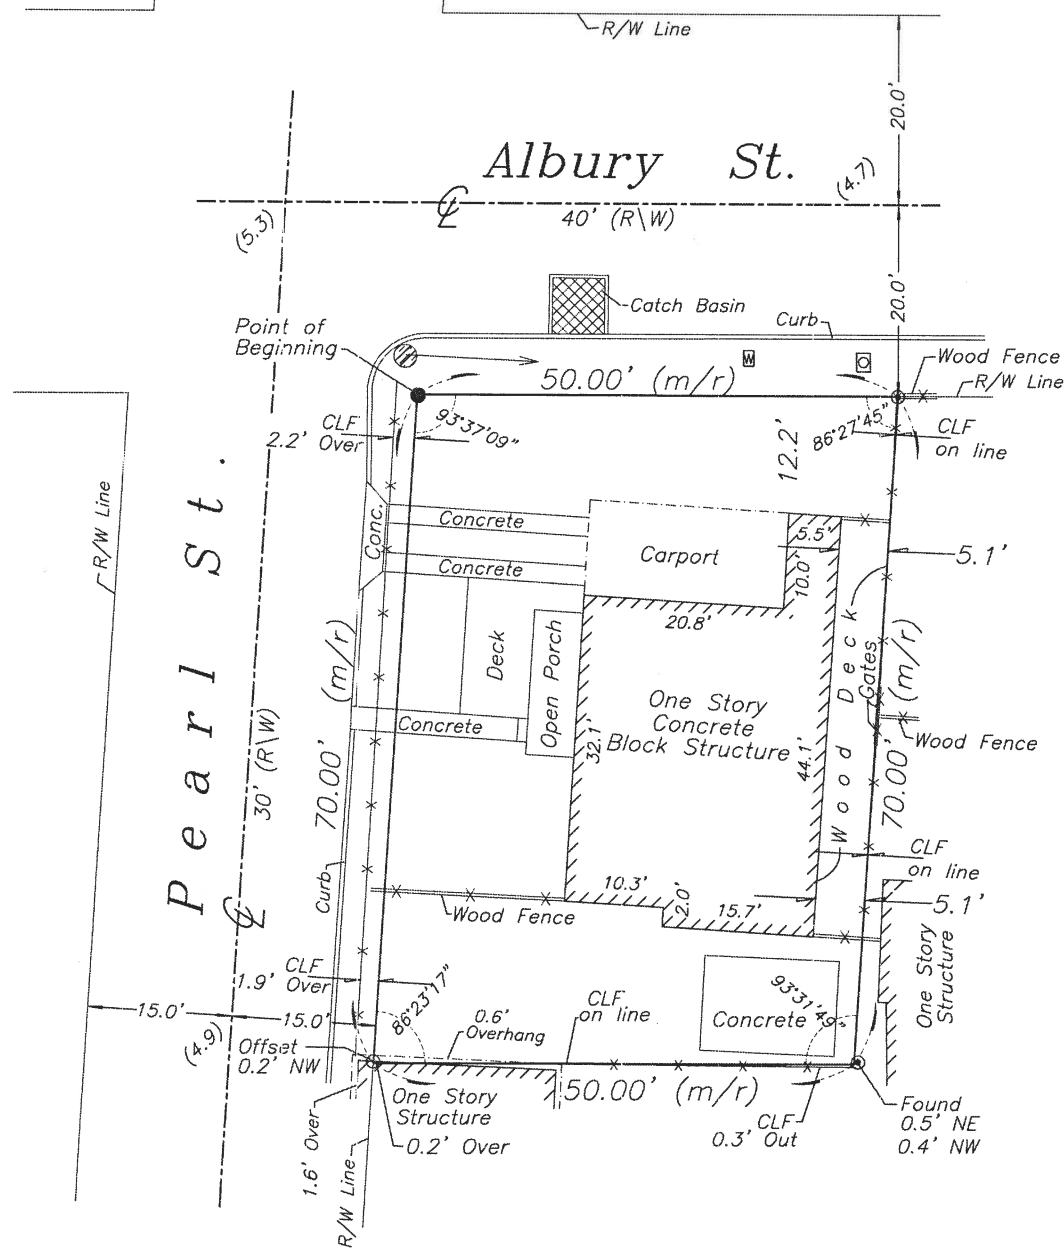 R/W Line
20.0'
Albury St.
(4.7)
(5.3)
℄
40' (R\W)
20.0'
Catch Basin
Curb
Point of
Beginning
W
Wood Fence
R/W Line
50.00' (m/r)
CLF
2.2' Over
93°37'09"
12.2'
86°27'45"
CLF
on line
R/W Line
Pearl St.
Conc.
Concrete
Concrete
Carport
5.5'
10.0'
5.1'
20.8'
(m/r)
70.00'
Deck
Open Porch
Concrete
32.1'
One Story
Concrete
Block Structure
44.1'
Wood Deck
Gates
(m/r)
70.00'
Wood Fence
30' (R\W)
℄
Curb
CLF
on line
10.3'
2.0'
15.7'
5.1'
Wood Fence
One Story
Structure
CLF
1.9' Over
86°23'17"
15.0'
15.0'
(4.9)
Offset
0.2' NW
0.6'
Overhang
CLF
on line
Concrete
93°31'49"
50.00' (m/r)
One Story
Structure
0.2' Over
1.6' Over
R/W Line
CLF
0.3' Out
Found
0.5' NE
0.4' NW